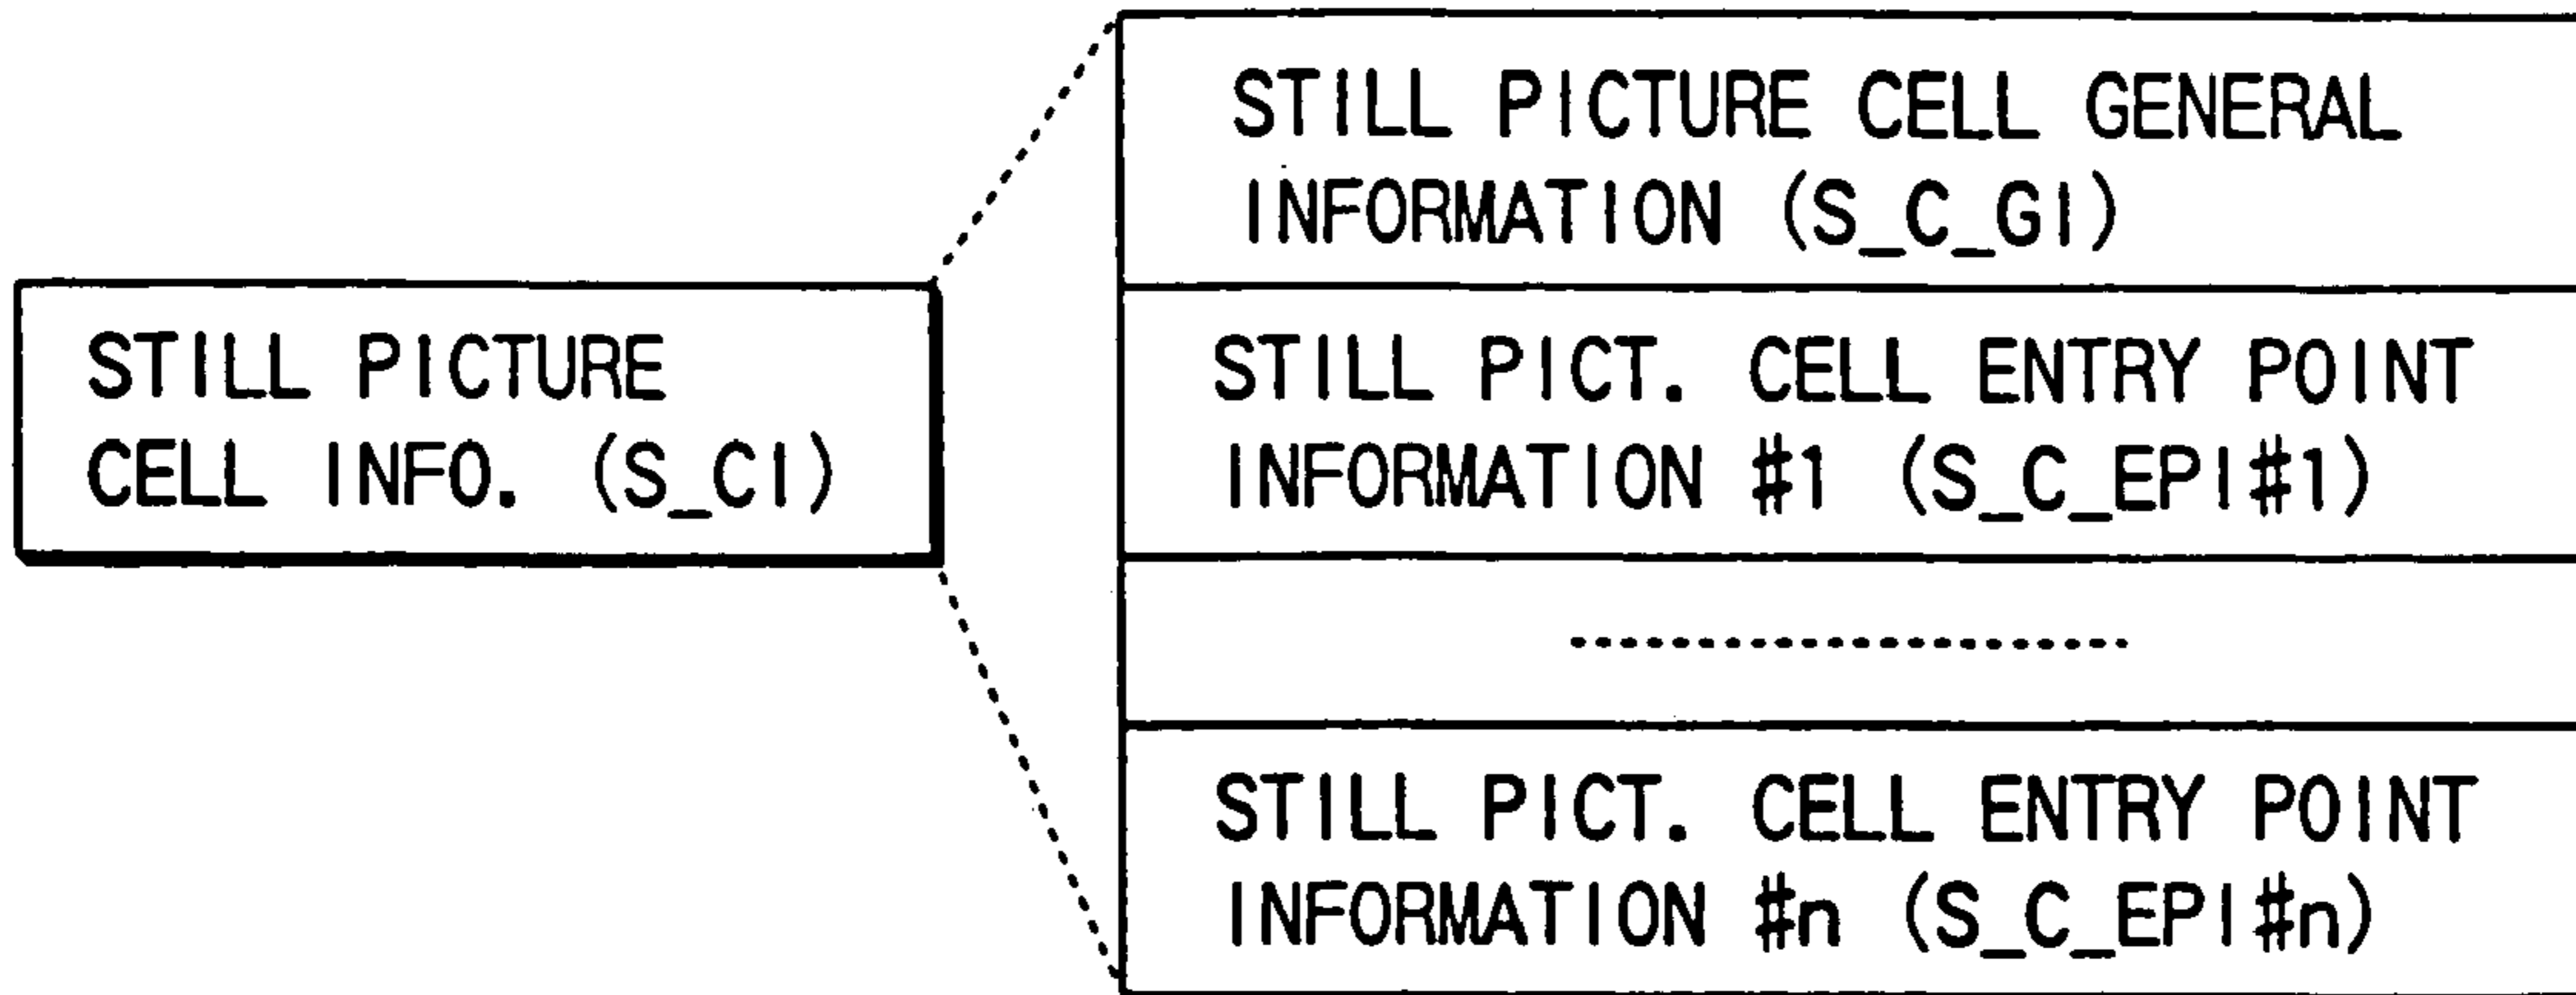 STILL PICTURE
CELL INFO. (S_CI)
STILL PICTURE CELL GENERAL
INFORMATION (S_C_GI)
STILL PICT. CELL ENTRY POINT
INFORMATION #1 (S_C_EPI#1)
STILL PICT. CELL ENTRY POINT
INFORMATION #n (S_C_EPI#n)